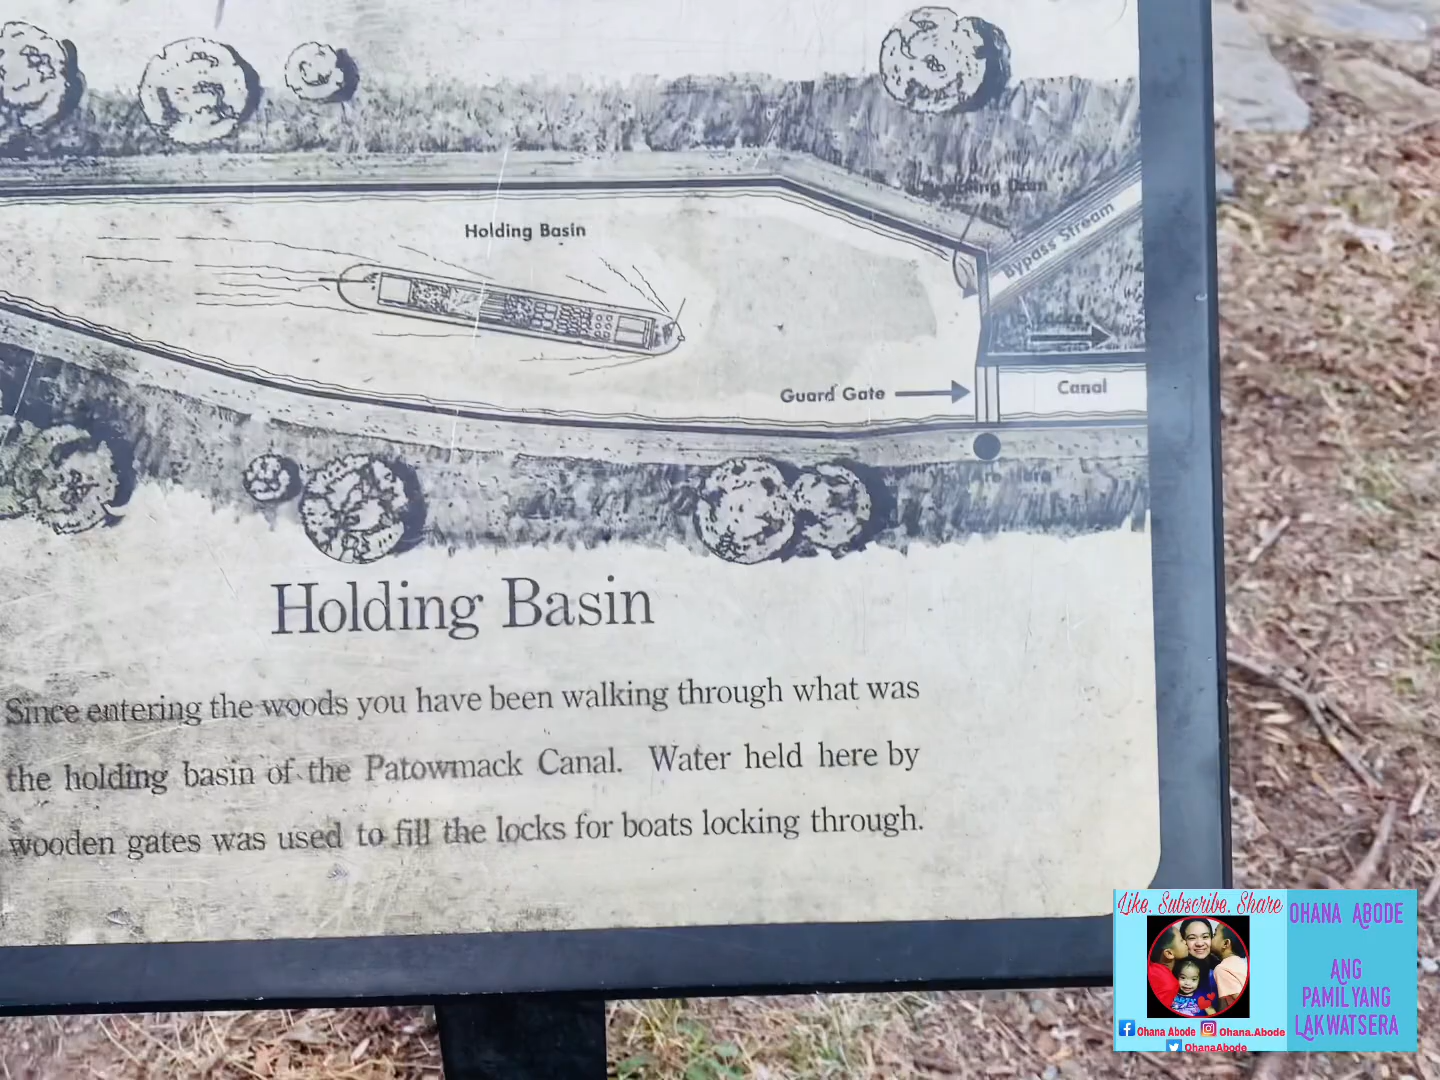 Holding Basin
Bypass Stream
Guard Gate
Canal
Holding Basin
Since entering the woods you have been walking through what was
the holding basin of the Patowmack Canal. Water held here by
wooden gates was used to fill the locks for boats locking through.
Like. Subscribe. Share
OHANA ABODE
ANG
PAMILYANG
LAKWATSERA
Ohana Abode
Ohana.Abode
OhanaAbode